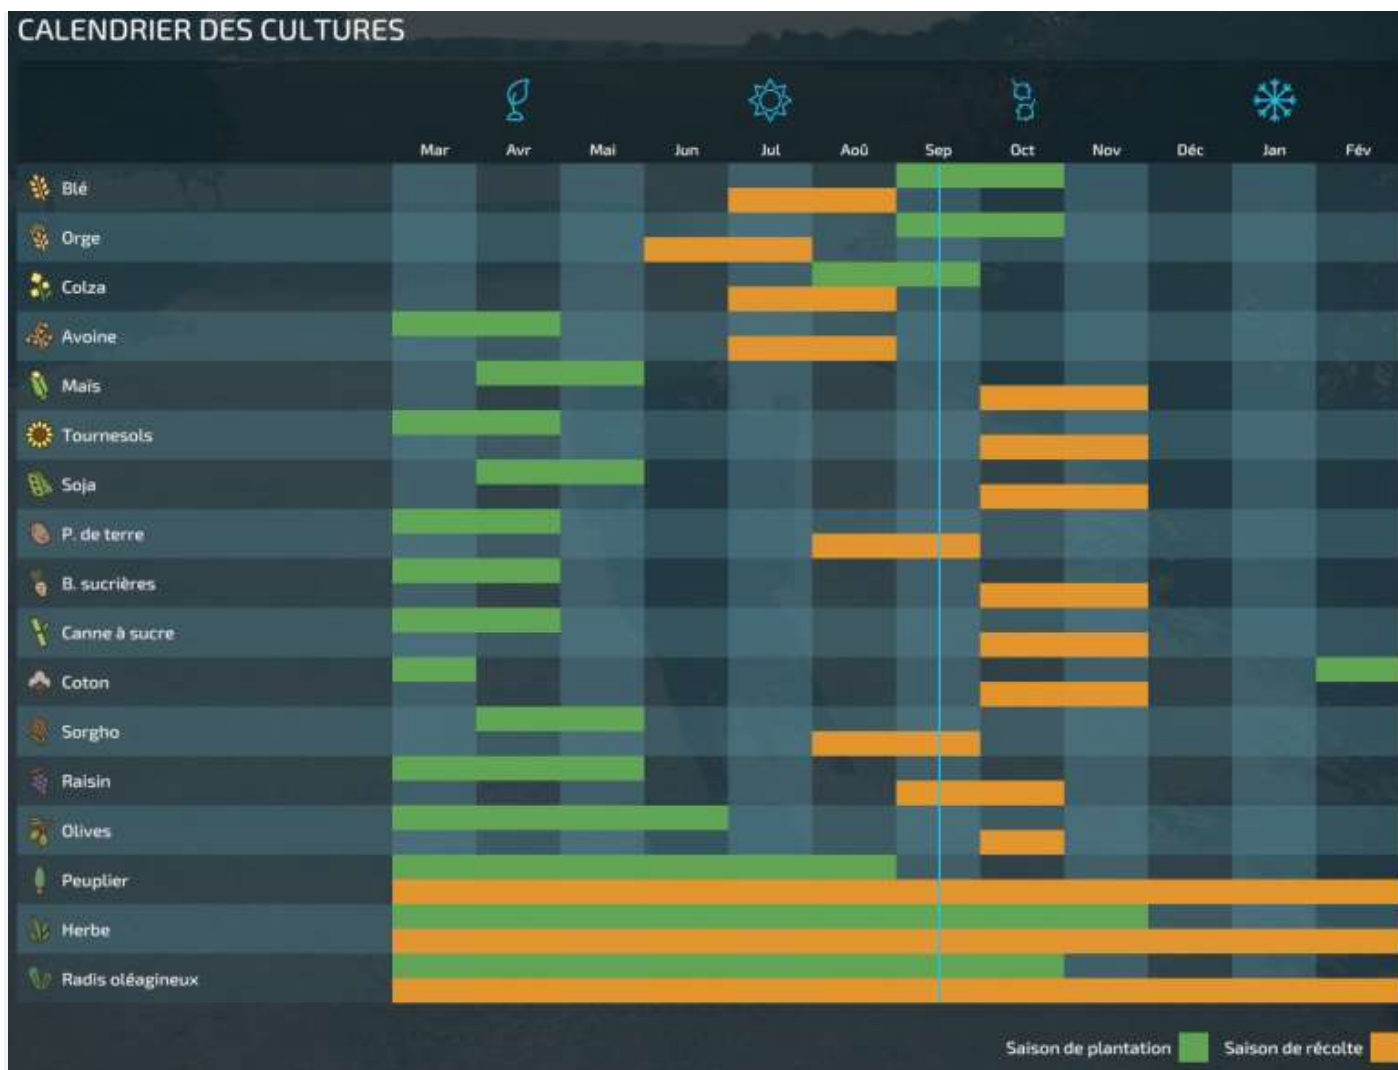 CALENDRIER DES CULTURES
Mar Avr Mai Jun Jul Aoû Sep Oct Nov Déc Jan Fév
Blé
Orge
Colza
Avoine
Maïs
Tournesols
Soja
P. de terre
B. sucrières
Canne à sucre
Coton
Sorgho
Raisin
Olives
Peuplier
Herbe
Radis oléagineux
Saison de plantation Saison de récolte